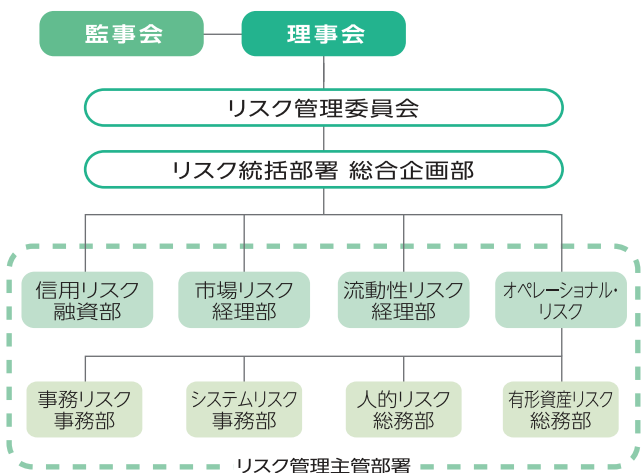 監事会
理事会
リスク管理委員会
リスク統括部署 総合企画部
信用リスク
融資部
市場リスク
経理部
流動性リスク
経理部
オペレーショナル・
リスク
事務リスク
事務部
システムリスク
事務部
人的リスク
総務部
有形資産リスク
総務部
リスク管理主管部署